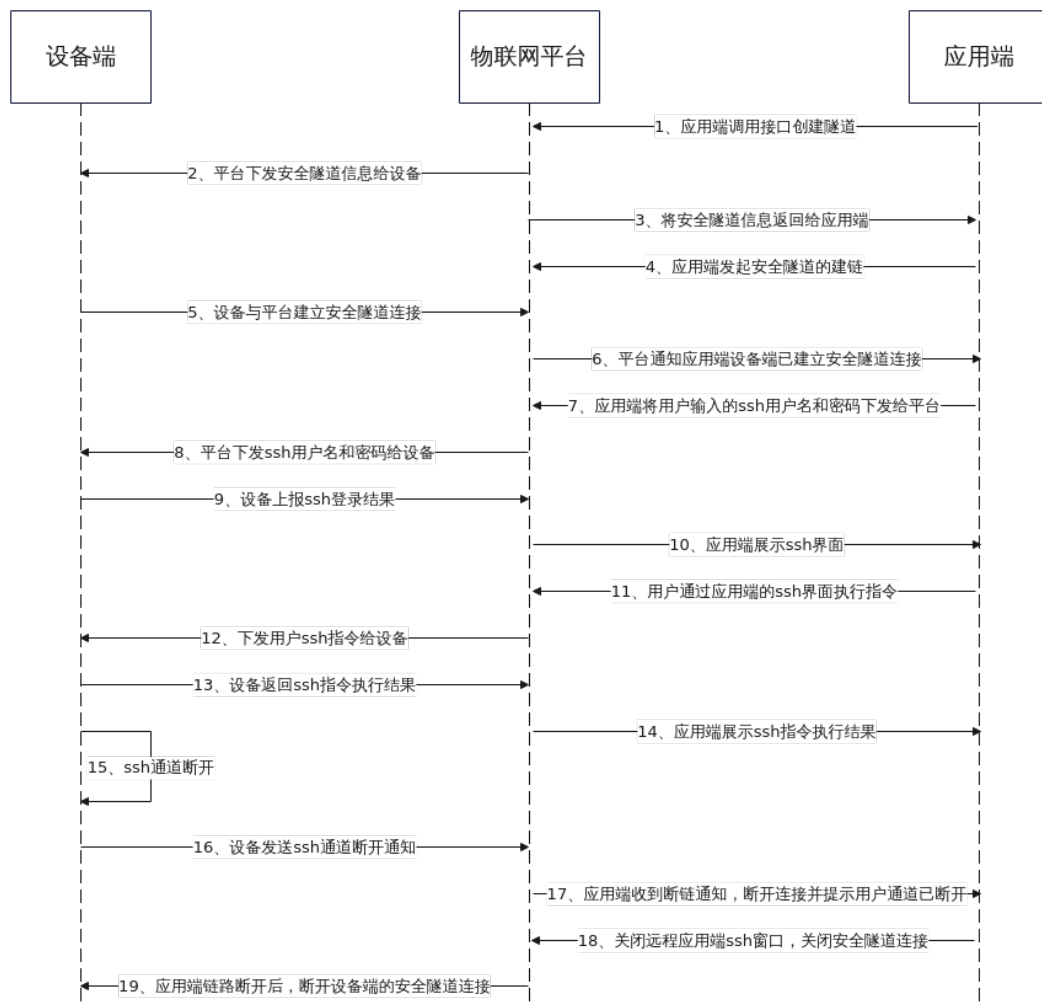 设备端
物联网平台
应用端
1、应用端调用接口创建隧道
2、平台下发安全隧道信息给设备
3、将安全隧道信息返回给应用端
4、应用端发起安全隧道的建链
5、设备与平台建立安全隧道连接
6、平台通知应用端设备端已建立安全隧道连接
7、应用端将用户输入的ssh用户名和密码下发给平台
8、平台下发ssh用户名和密码给设备
9、设备上报ssh登录结果
10、应用端展示ssh界面
11、用户通过应用端的ssh界面执行指令
12、下发用户ssh指令给设备
13、设备返回ssh指令执行结果
14、应用端展示ssh指令执行结果
15、ssh通道断开
16、设备发送ssh通道断开通知
17、应用端收到断链通知，断开连接并提示用户通道已断开
18、关闭远程应用端ssh窗口，关闭安全隧道连接
19、应用端链路断开后，断开设备端的安全隧道连接